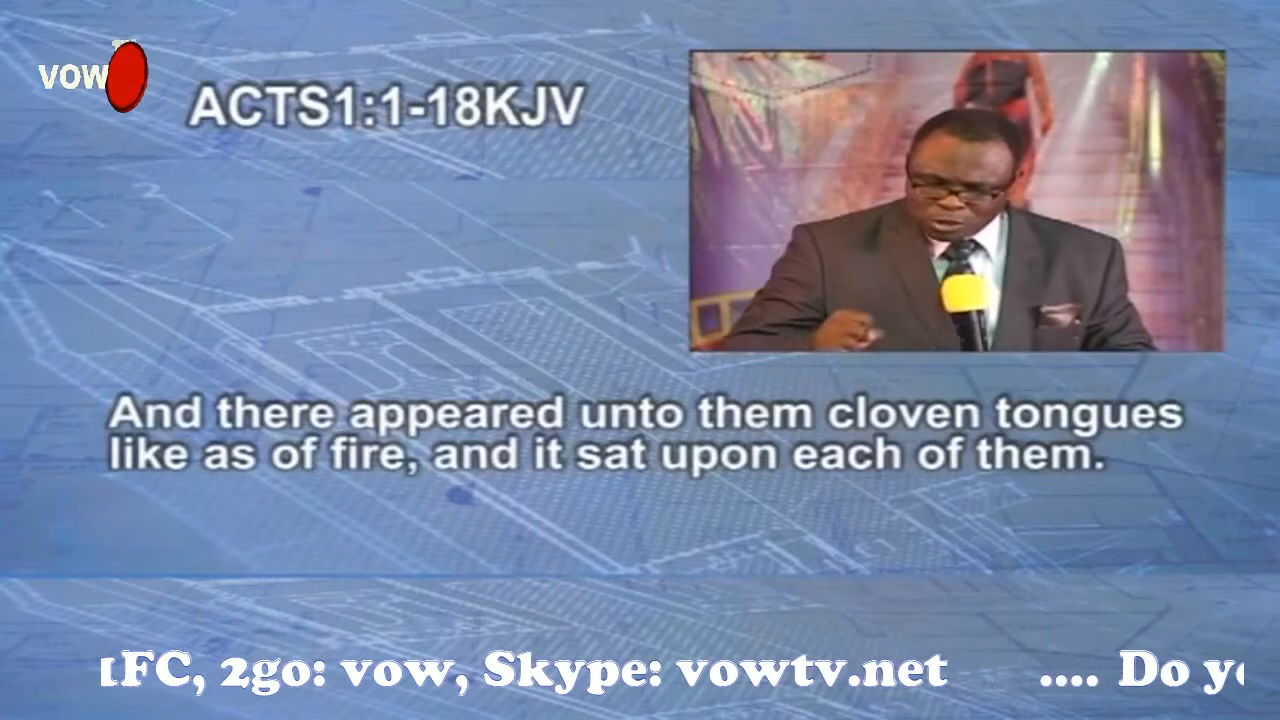 VOW
ACTS1:1-18KJV
And there appeared unto them cloven tongues
like as of fire, and it sat upon each of them.
FC, 2go: vow, Skype: vowtv.net .... Do